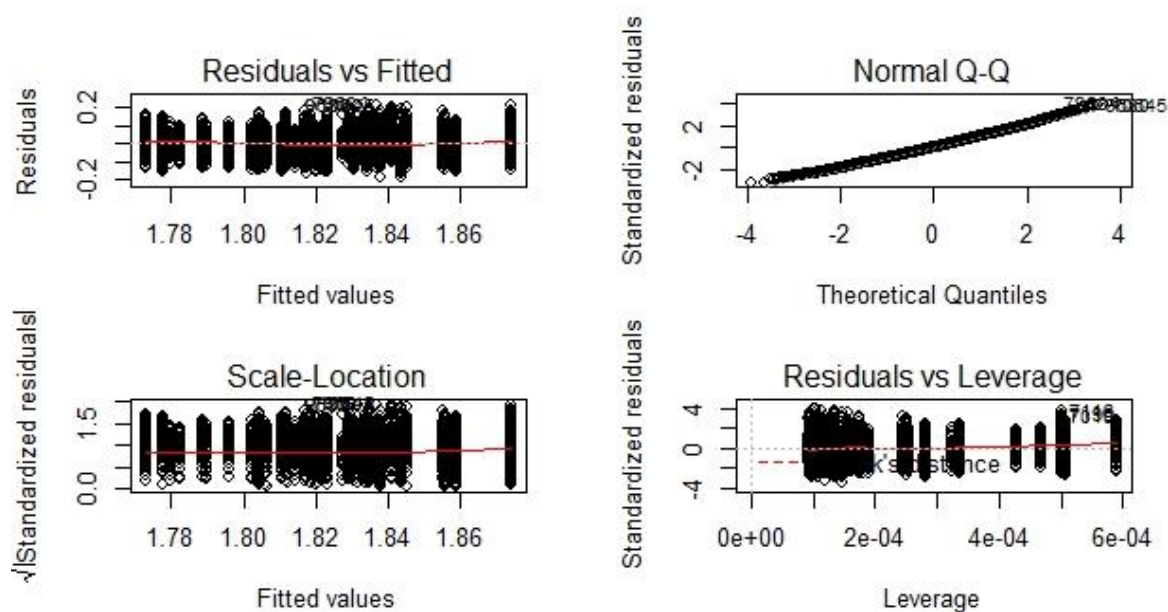 Residuals vs Fitted
Residuals
0.2
-0.2
1.78 1.80 1.82 1.84 1.86
Fitted values
Normal Q-Q
Standardized residuals
2
-2
-4 -2 0 2 4
Theoretical Quantiles
Scale-Location
√|Standardized residuals|
1.5
0.0
1.78 1.80 1.82 1.84 1.86
Fitted values
Residuals vs Leverage
Standardized residuals
4
0
-4
distance
0e+00 2e-04 4e-04 6e-04
Leverage